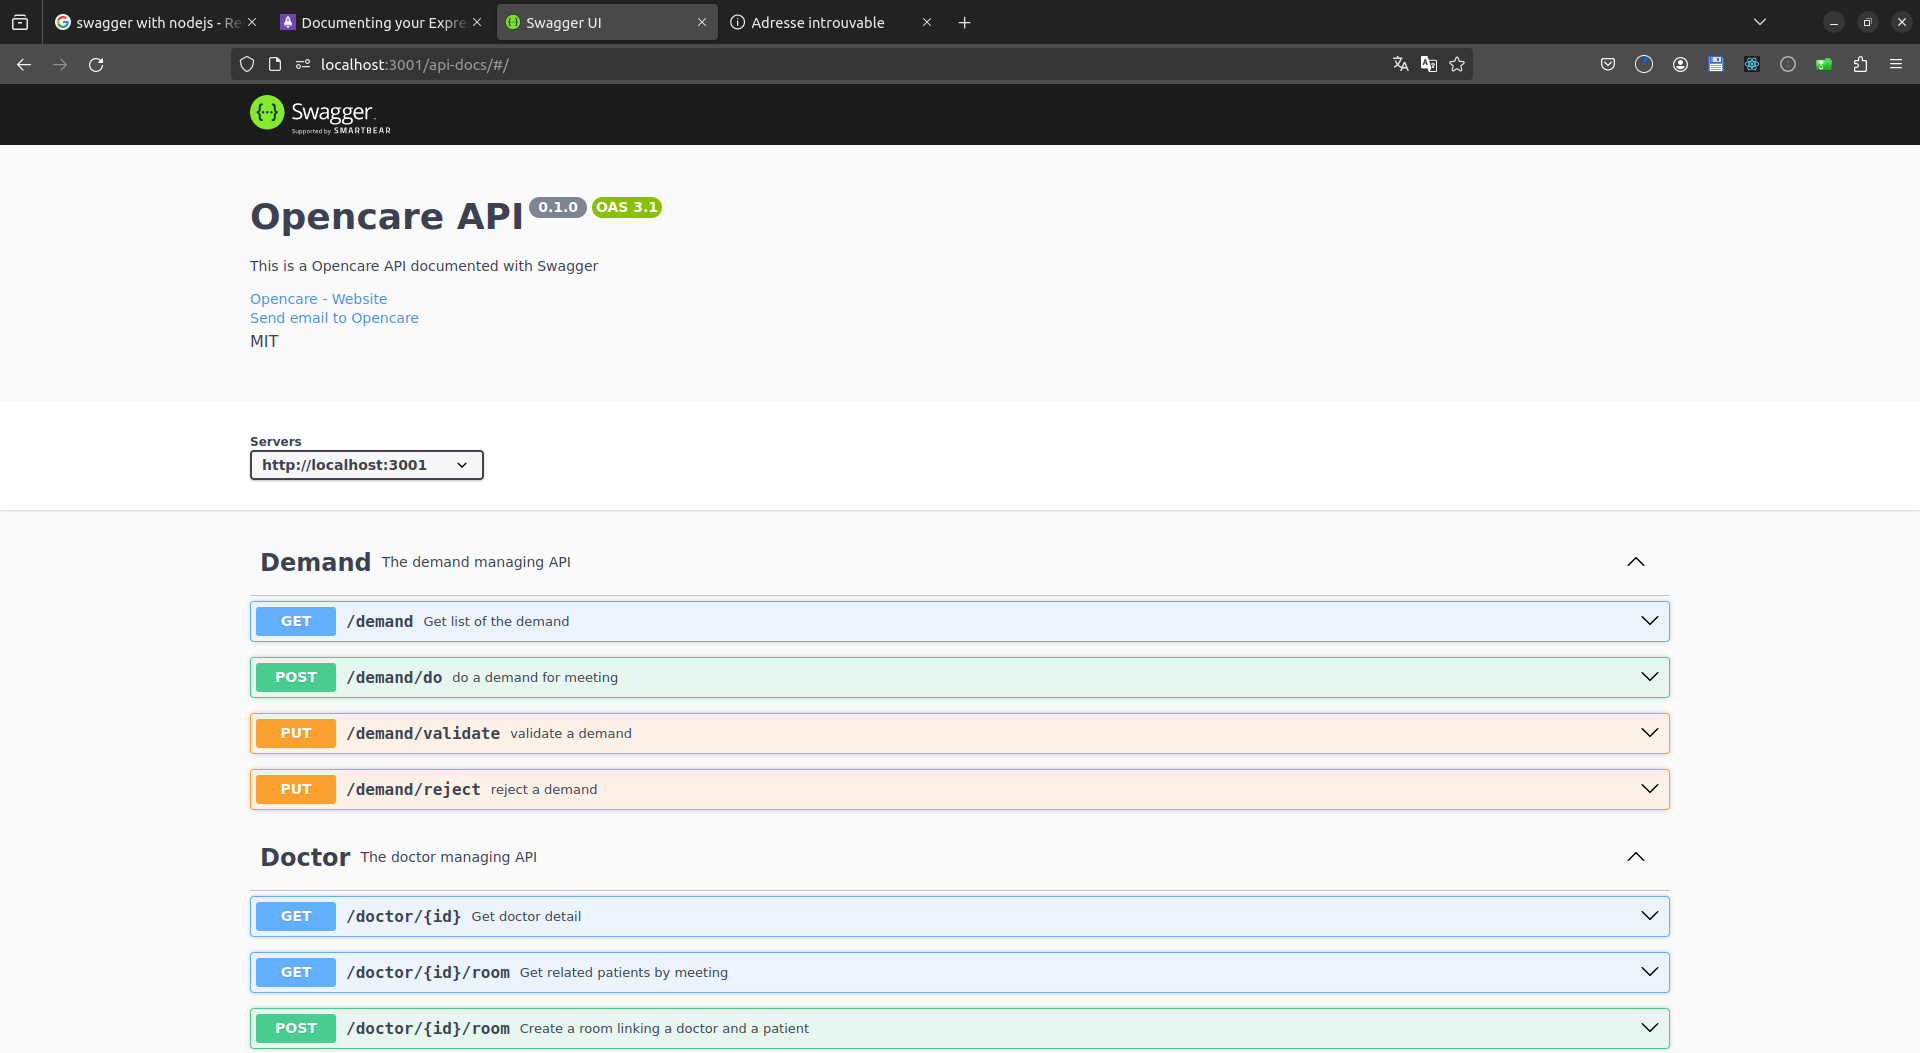 swagger with nodejs - Re
Documenting your Expre
Swagger UI
Adresse introuvable
localhost:3001/api-docs/#/
Swagger
Supported by SMARTBEAR
Opencare API 0.1.0 OAS 3.1
This is a Opencare API documented with Swagger
Opencare - Website
Send email to Opencare
MIT
Servers
http://localhost:3001
Demand The demand managing API
GET /demand Get list of the demand
POST /demand/do do a demand for meeting
PUT /demand/validate validate a demand
PUT /demand/reject reject a demand
Doctor The doctor managing API
GET /doctor/{id} Get doctor detail
GET /doctor/{id}/room Get related patients by meeting
POST /doctor/{id}/room Create a room linking a doctor and a patient